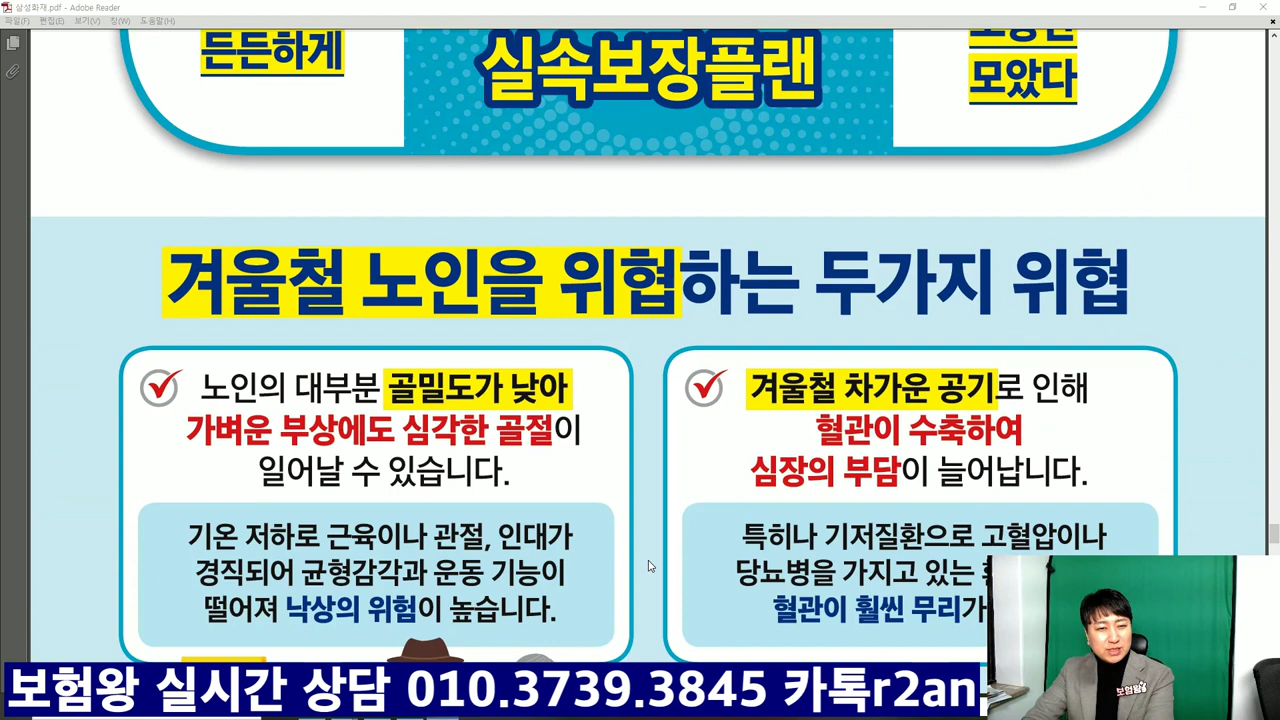 삼성화재.pdf - Adobe Reader
파일(F) 편집(E) 보기(V) 창(W) 도움말(H)
든든하게
실속보장플랜
모았다
겨울철 노인을 위협하는 두가지 위협
노인의 대부분 골밀도가 낮아
가벼운 부상에도 심각한 골절이
일어날 수 있습니다.
기온 저하로 근육이나 관절, 인대가
경직되어 균형감각과 운동 기능이
떨어져 낙상의 위험이 높습니다.
겨울철 차가운 공기로 인해
혈관이 수축하여
심장의 부담이 늘어납니다.
특히나 기저질환으로 고혈압이나
당뇨병을 가지고 있는
혈관이 훨씬 무리가
보험왕
보험왕 실시간 상담 010.3739.3845 카톡r2an